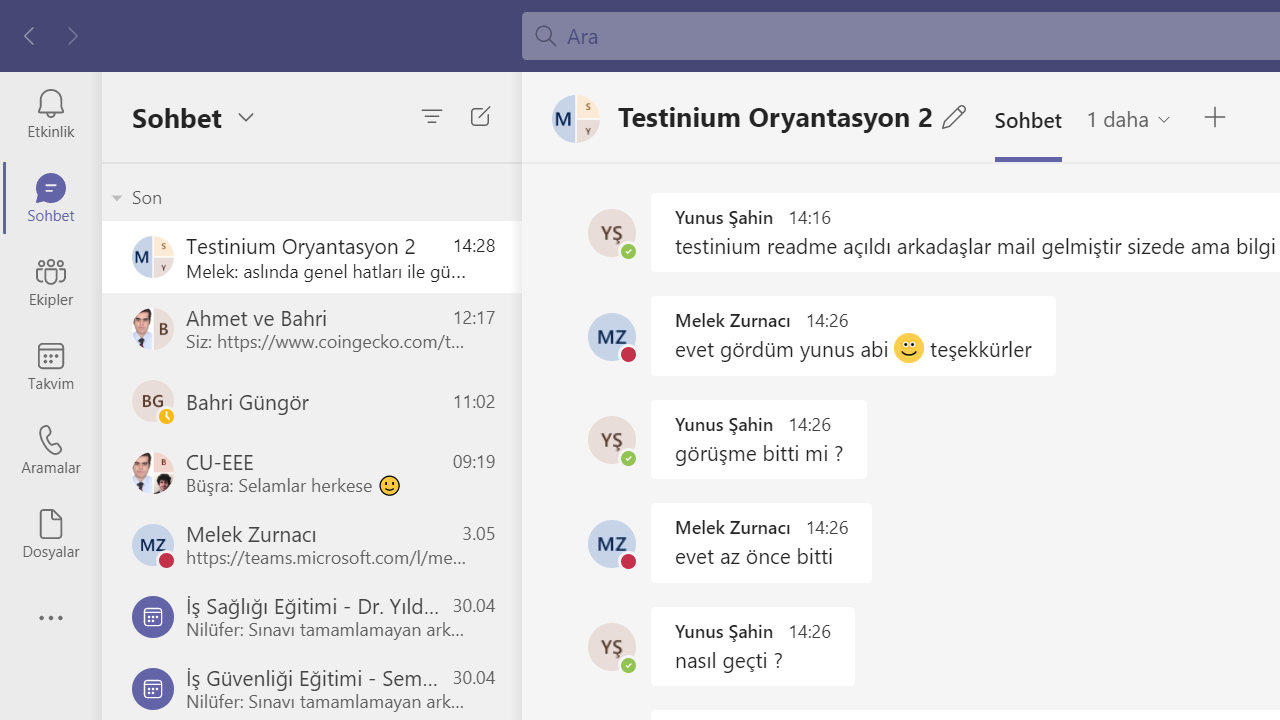 Ara
Etkinlik
Sohbet
Ekipler
Takvim
Aramalar
Dosyalar
Sohbet
Son
M S Y
Testinium Oryantasyon 2 14:28
Melek: aslında genel hatları ile gü...
B
Ahmet ve Bahri 12:17
Siz: https://www.coingecko.com/t...
BG
Bahri Güngör 11:02
B
CU-EEE 09:19
Büşra: Selamlar herkese
MZ
Melek Zurnacı 3.05
https://teams.microsoft.com/l/me...
İş Sağlığı Eğitimi - Dr. Yıld... 30.04
Nilüfer: Sınavı tamamlamayan ark...
İş Güvenliği Eğitimi - Sem... 30.04
Nilüfer: Sınavı tamamlamayan ark...
M S Y
Testinium Oryantasyon 2 Sohbet 1 daha
YŞ
Yunus Şahin 14:16
testinium readme açıldı arkadaşlar mail gelmiştir sizede ama bilgi
MZ
Melek Zurnacı 14:26
evet gördüm yunus abi teşekkürler
YŞ
Yunus Şahin 14:26
görüşme bitti mi ?
MZ
Melek Zurnacı 14:26
evet az önce bitti
YŞ
Yunus Şahin 14:26
nasıl geçti ?